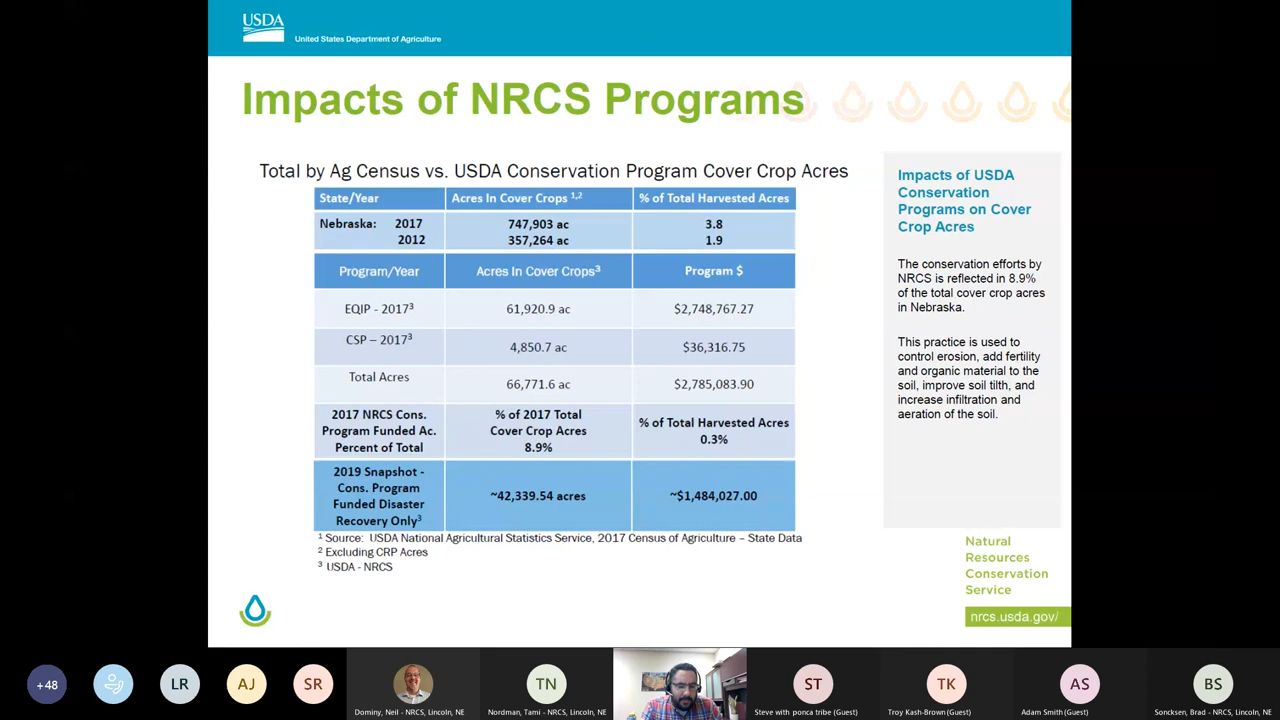 USDA
United States Department of Agriculture
Impacts of NRCS Programs
Total by Ag Census vs. USDA Conservation Program Cover Crop Acres
State/Year Acres In Cover Crops 1,2 % of Total Harvested Acres
Nebraska: 2017 747,903 ac 3.8
2012 357,264 ac 1.9
Program/Year Acres In Cover Crops3 Program $
EQIP - 20173 61,920.9 ac $2,748,767.27
CSP – 20173 4,850.7 ac $36,316.75
Total Acres 66,771.6 ac $2,785,083.90
2017 NRCS Cons.
Program Funded Ac.
Percent of Total
% of 2017 Total
Cover Crop Acres
8.9%
% of Total Harvested Acres
0.3%
2019 Snapshot -
Cons. Program
Funded Disaster
Recovery Only3
~42,339.54 acres
~$1,484,027.00
1 Source: USDA National Agricultural Statistics Service, 2017 Census of Agriculture – State Data
2 Excluding CRP Acres
3 USDA - NRCS
Impacts of USDA
Conservation
Programs on Cover
Crop Acres
The conservation efforts by
NRCS is reflected in 8.9%
of the total cover crop acres
in Nebraska.
This practice is used to
control erosion, add fertility
and organic material to the
soil, improve soil tilth, and
increase infiltration and
aeration of the soil.
Natural
Resources
Conservation
Service
nrcs.usda.gov/
+48
LR
AJ
SR
Dominy, Neil - NRCS, Lincoln, NE
TN
Nordman, Tami - NRCS, Lincoln, NE
ST
Steve with ponca tribe (Guest)
TK
Troy Kash-Brown (Guest)
AS
Adam Smith (Guest)
BS
Soncksen, Brad - NRCS, Lincoln, NE